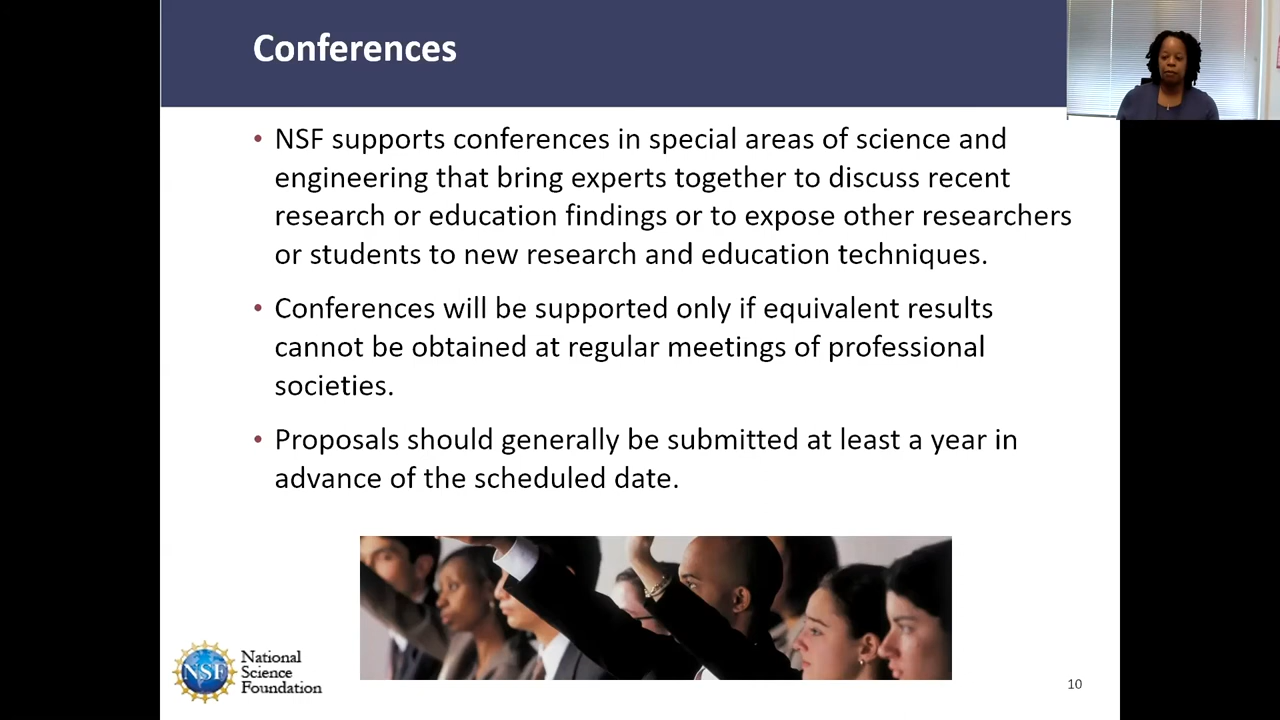 Conferences
• NSF supports conferences in special areas of science and
engineering that bring experts together to discuss recent
research or education findings or to expose other researchers
or students to new research and education techniques.
• Conferences will be supported only if equivalent results
cannot be obtained at regular meetings of professional
societies.
• Proposals should generally be submitted at least a year in
advance of the scheduled date.
NSF
National
Science
Foundation
10